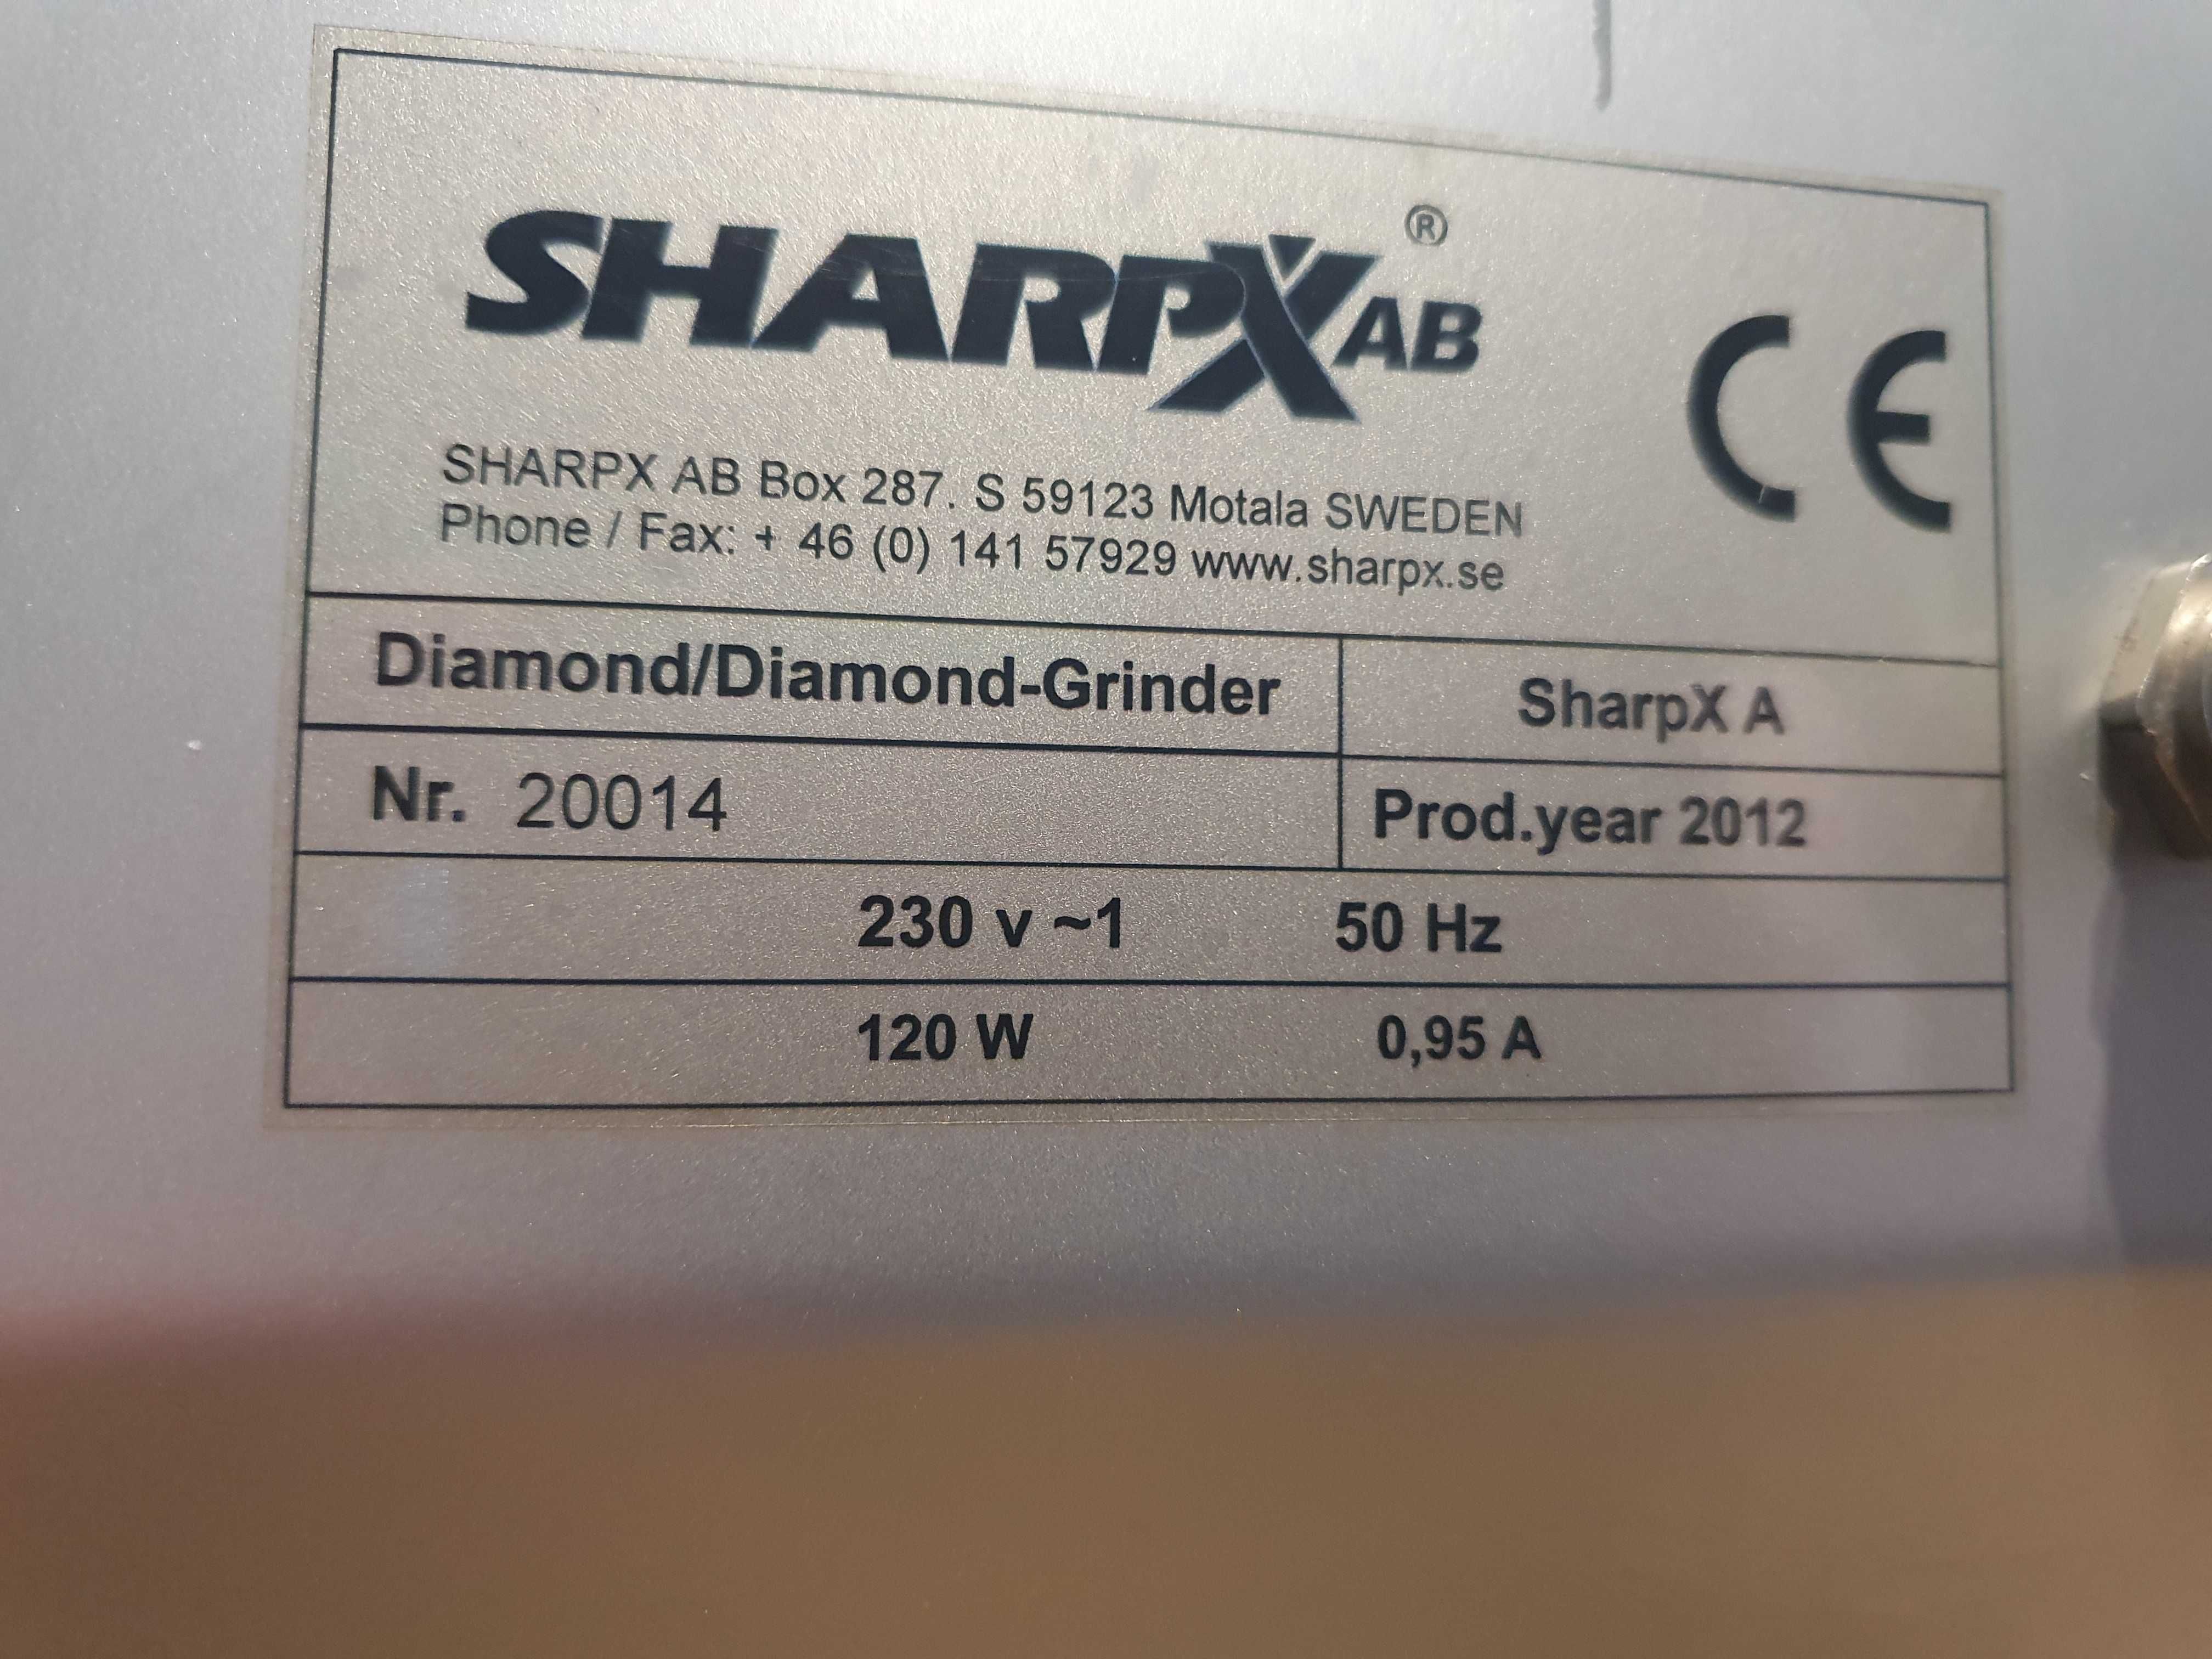 SHARPX AB ®
CE
SHARPX AB Box 287. S 59123 Motala SWEDEN
Phone / Fax: + 46 (0) 141 57929 www.sharpx.se
Diamond/Diamond-Grinder SharpX A
Nr. 20014 Prod.year 2012
230 v ~1 50 Hz
120 W 0,95 A